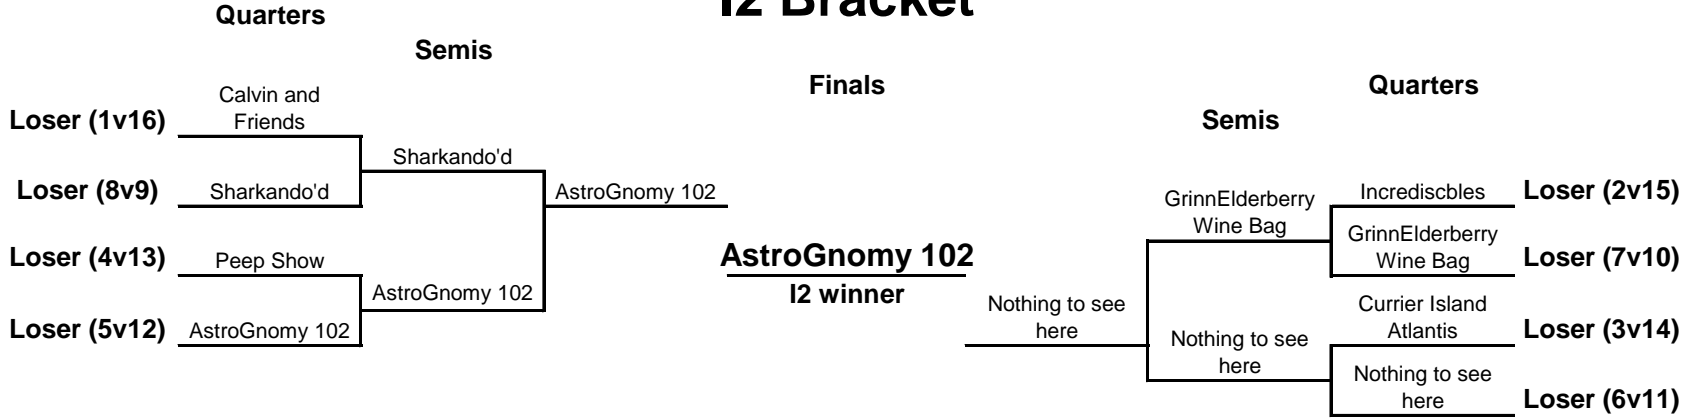 I2 Bracket
Quarters
Semis
Finals
Quarters
Semis
Calvin and
Friends
Loser (1v16)
Sharkando'd
Loser (8v9)
Sharkando'd
AstroGnomy 102
Loser (4v13)
Peep Show
AstroGnomy 102
Loser (5v12)
AstroGnomy 102
AstroGnomy 102
I2 winner
Nothing to see
here
GrinnElderberry
Wine Bag
Nothing to see
here
Incrediscbles
Loser (2v15)
GrinnElderberry
Wine Bag
Loser (7v10)
Currier Island
Atlantis
Loser (3v14)
Nothing to see
here
Loser (6v11)